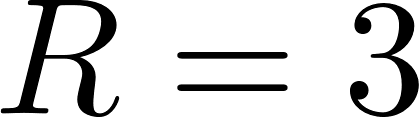 R = 3